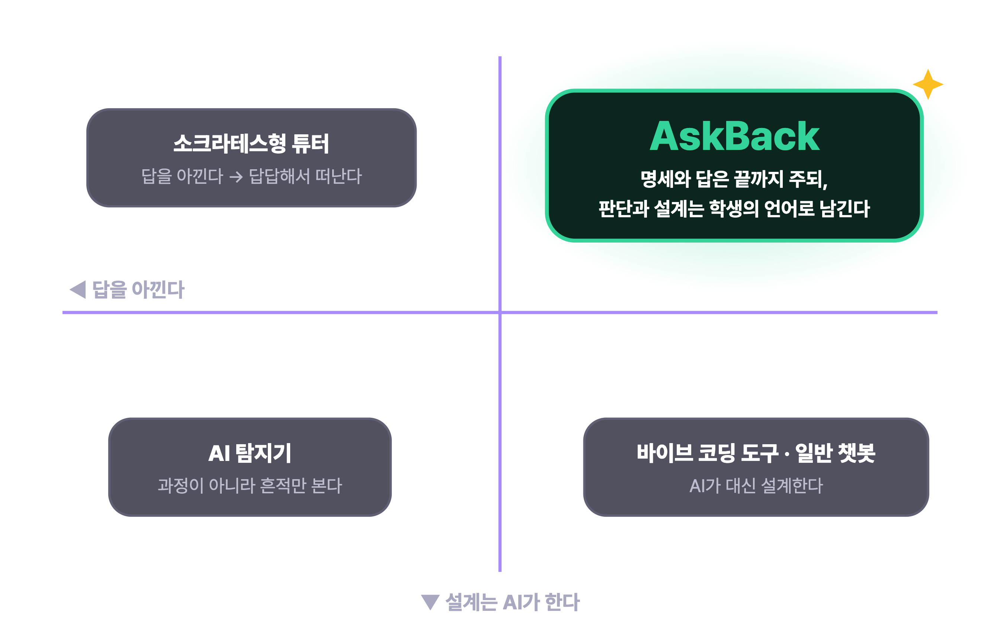 소크라테스형 튜터
답을 아낀다 → 답답해서 떠난다
AskBack
명세와 답은 끝까지 주되,
판단·설계는 학생의 언어로 남긴다
◀ 답을 아낀다
AI 탐지기
과정이 아니라 흔적만 본다
바이브 코딩 도구 · 일반 챗봇
AI가 대신 설계한다
▼ 설계는 AI가 한다